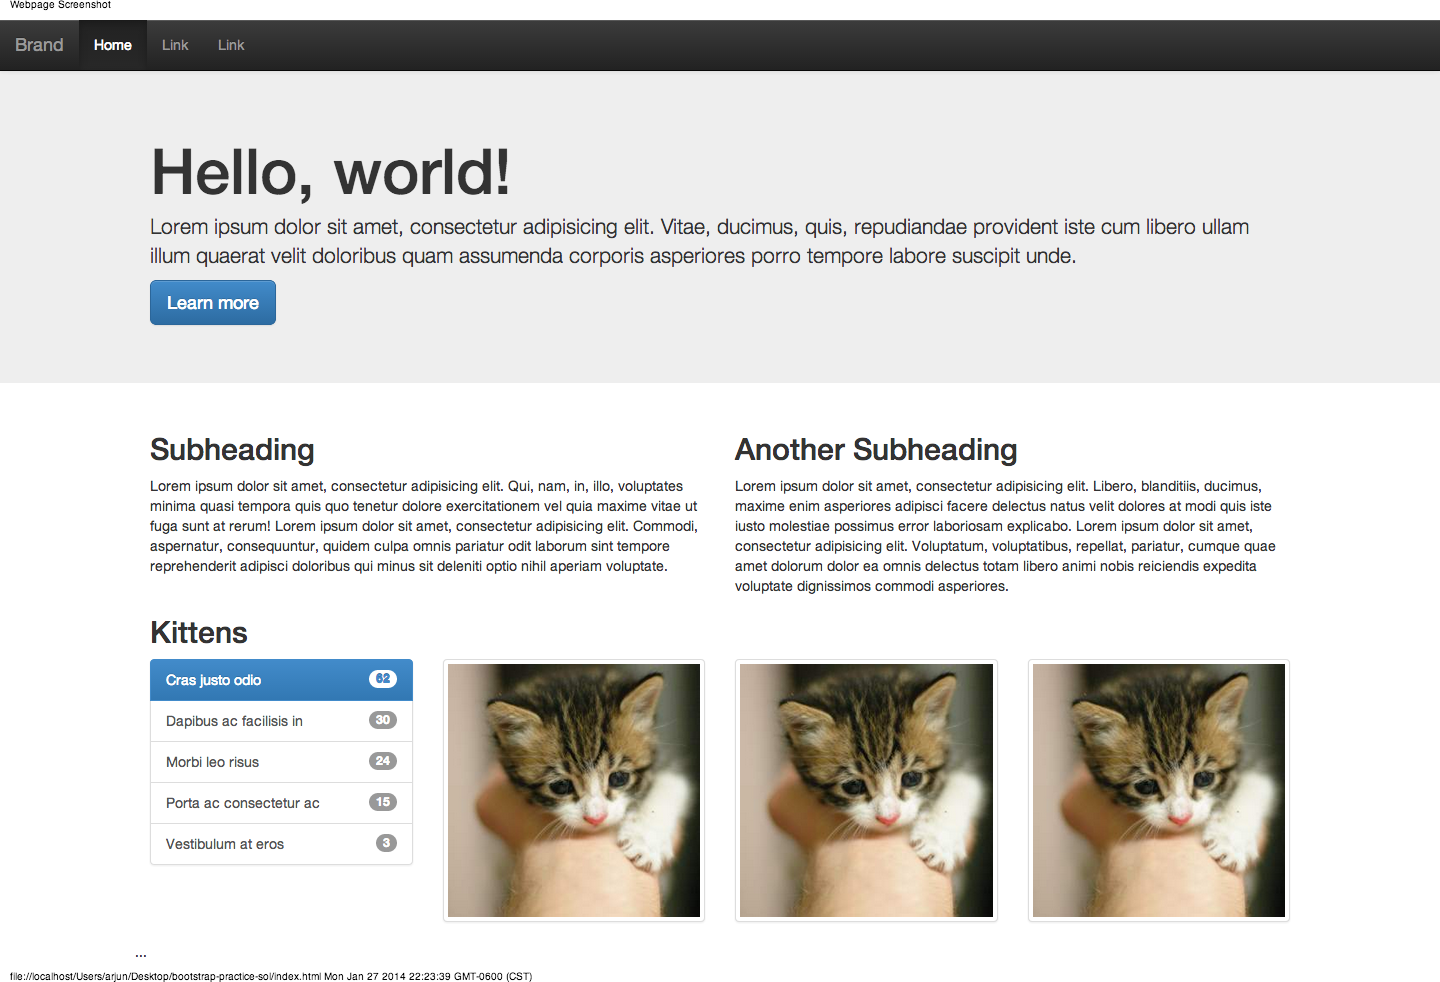 Webpage Screenshot
Brand Home Link Link
Hello, world!
Lorem ipsum dolor sit amet, consectetur adipisicing elit. Vitae, ducimus, quis, repudiandae provident iste cum libero ullam
illum quaerat velit doloribus quam assumenda corporis asperiores porro tempore labore suscipit unde.
Learn more
Subheading
Lorem ipsum dolor sit amet, consectetur adipisicing elit. Qui, nam, in, illo, voluptates
minima quasi tempora quis quo tenetur dolore exercitationem vel quia maxime vitae ut
fuga sunt at rerum! Lorem ipsum dolor sit amet, consectetur adipisicing elit. Commodi,
aspernatur, consequuntur, quidem culpa omnis pariatur odit laborum sint tempore
reprehenderit adipisci doloribus qui minus sit deleniti optio nihil aperiam voluptate.
Another Subheading
Lorem ipsum dolor sit amet, consectetur adipisicing elit. Libero, blanditiis, ducimus,
maxime enim asperiores adipisci facere delectus natus velit dolores at modi quis iste
iusto molestiae possimus error laboriosam explicabo. Lorem ipsum dolor sit amet,
consectetur adipisicing elit. Voluptatum, voluptatibus, repellat, pariatur, cumque quae
amet dolorum dolor ea omnis delectus totam libero animi nobis reiciendis expedita
voluptate dignissimos commodi asperiores.
Kittens
Cras justo odio 62
Dapibus ac facilisis in 30
Morbi leo risus 24
Porta ac consectetur ac 15
Vestibulum at eros 3
...
file://localhost/Users/arjun/Desktop/bootstrap-practice-sol/index.html Mon Jan 27 2014 22:23:39 GMT-0600 (CST)